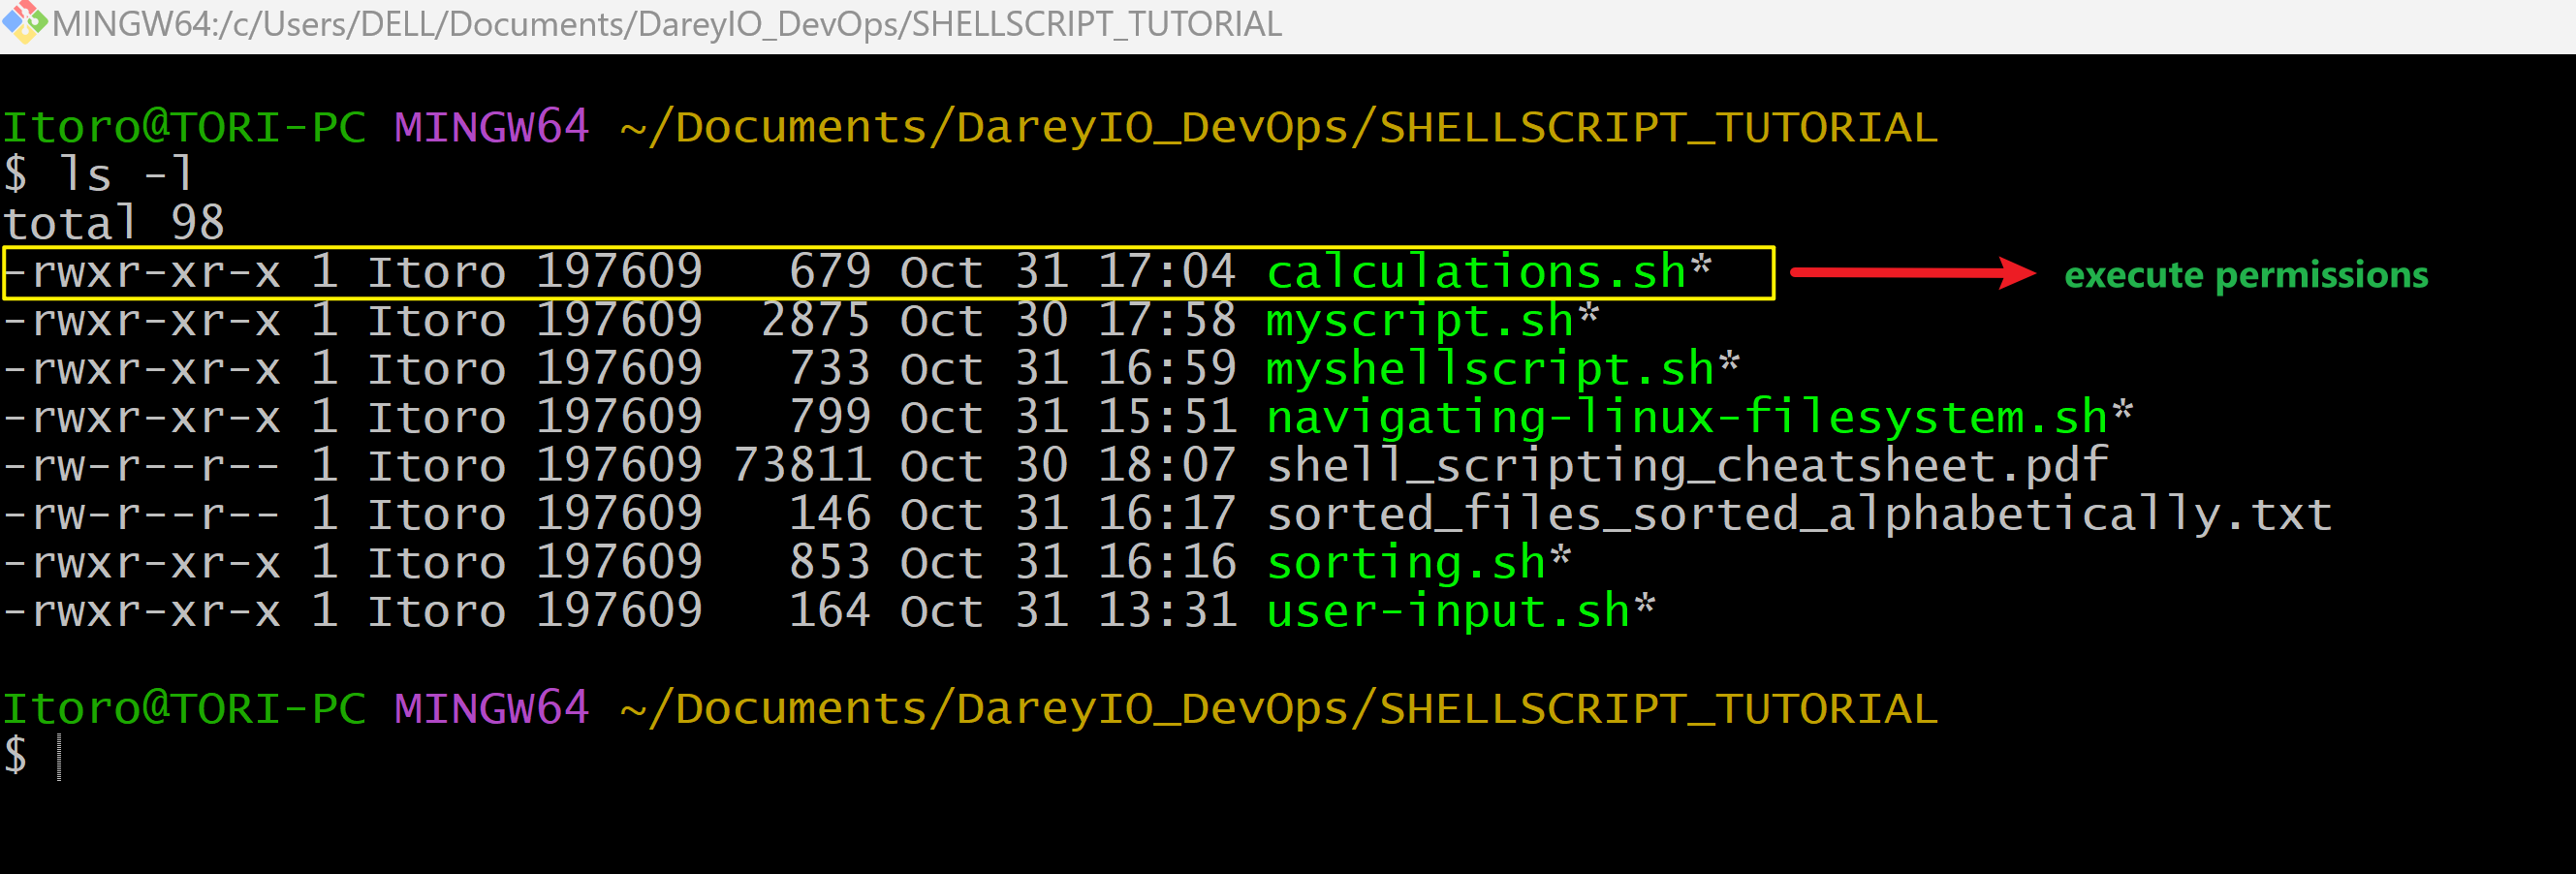 MINGW64:/c/Users/DELL/Documents/DareyIO_DevOps/SHELLSCRIPT_TUTORIAL
Itoro@TORI-PC MINGW64 ~/Documents/DareyIO_DevOps/SHELLSCRIPT_TUTORIAL
$ ls -l
total 98
-rwxr-xr-x 1 Itoro 197609   679 Oct 31 17:04 calculations.sh* execute permissions
-rwxr-xr-x 1 Itoro 197609  2875 Oct 30 17:58 myscript.sh*
-rwxr-xr-x 1 Itoro 197609   733 Oct 31 16:59 myshellscript.sh*
-rwxr-xr-x 1 Itoro 197609   799 Oct 31 15:51 navigating-linux-filesystem.sh*
-rw-r--r-- 1 Itoro 197609 73811 Oct 30 18:07 shell_scripting_cheatsheet.pdf
-rw-r--r-- 1 Itoro 197609   146 Oct 31 16:17 sorted_files_sorted_alphabetically.txt
-rwxr-xr-x 1 Itoro 197609   853 Oct 31 16:16 sorting.sh*
-rwxr-xr-x 1 Itoro 197609   164 Oct 31 13:31 user-input.sh*
Itoro@TORI-PC MINGW64 ~/Documents/DareyIO_DevOps/SHELLSCRIPT_TUTORIAL
$